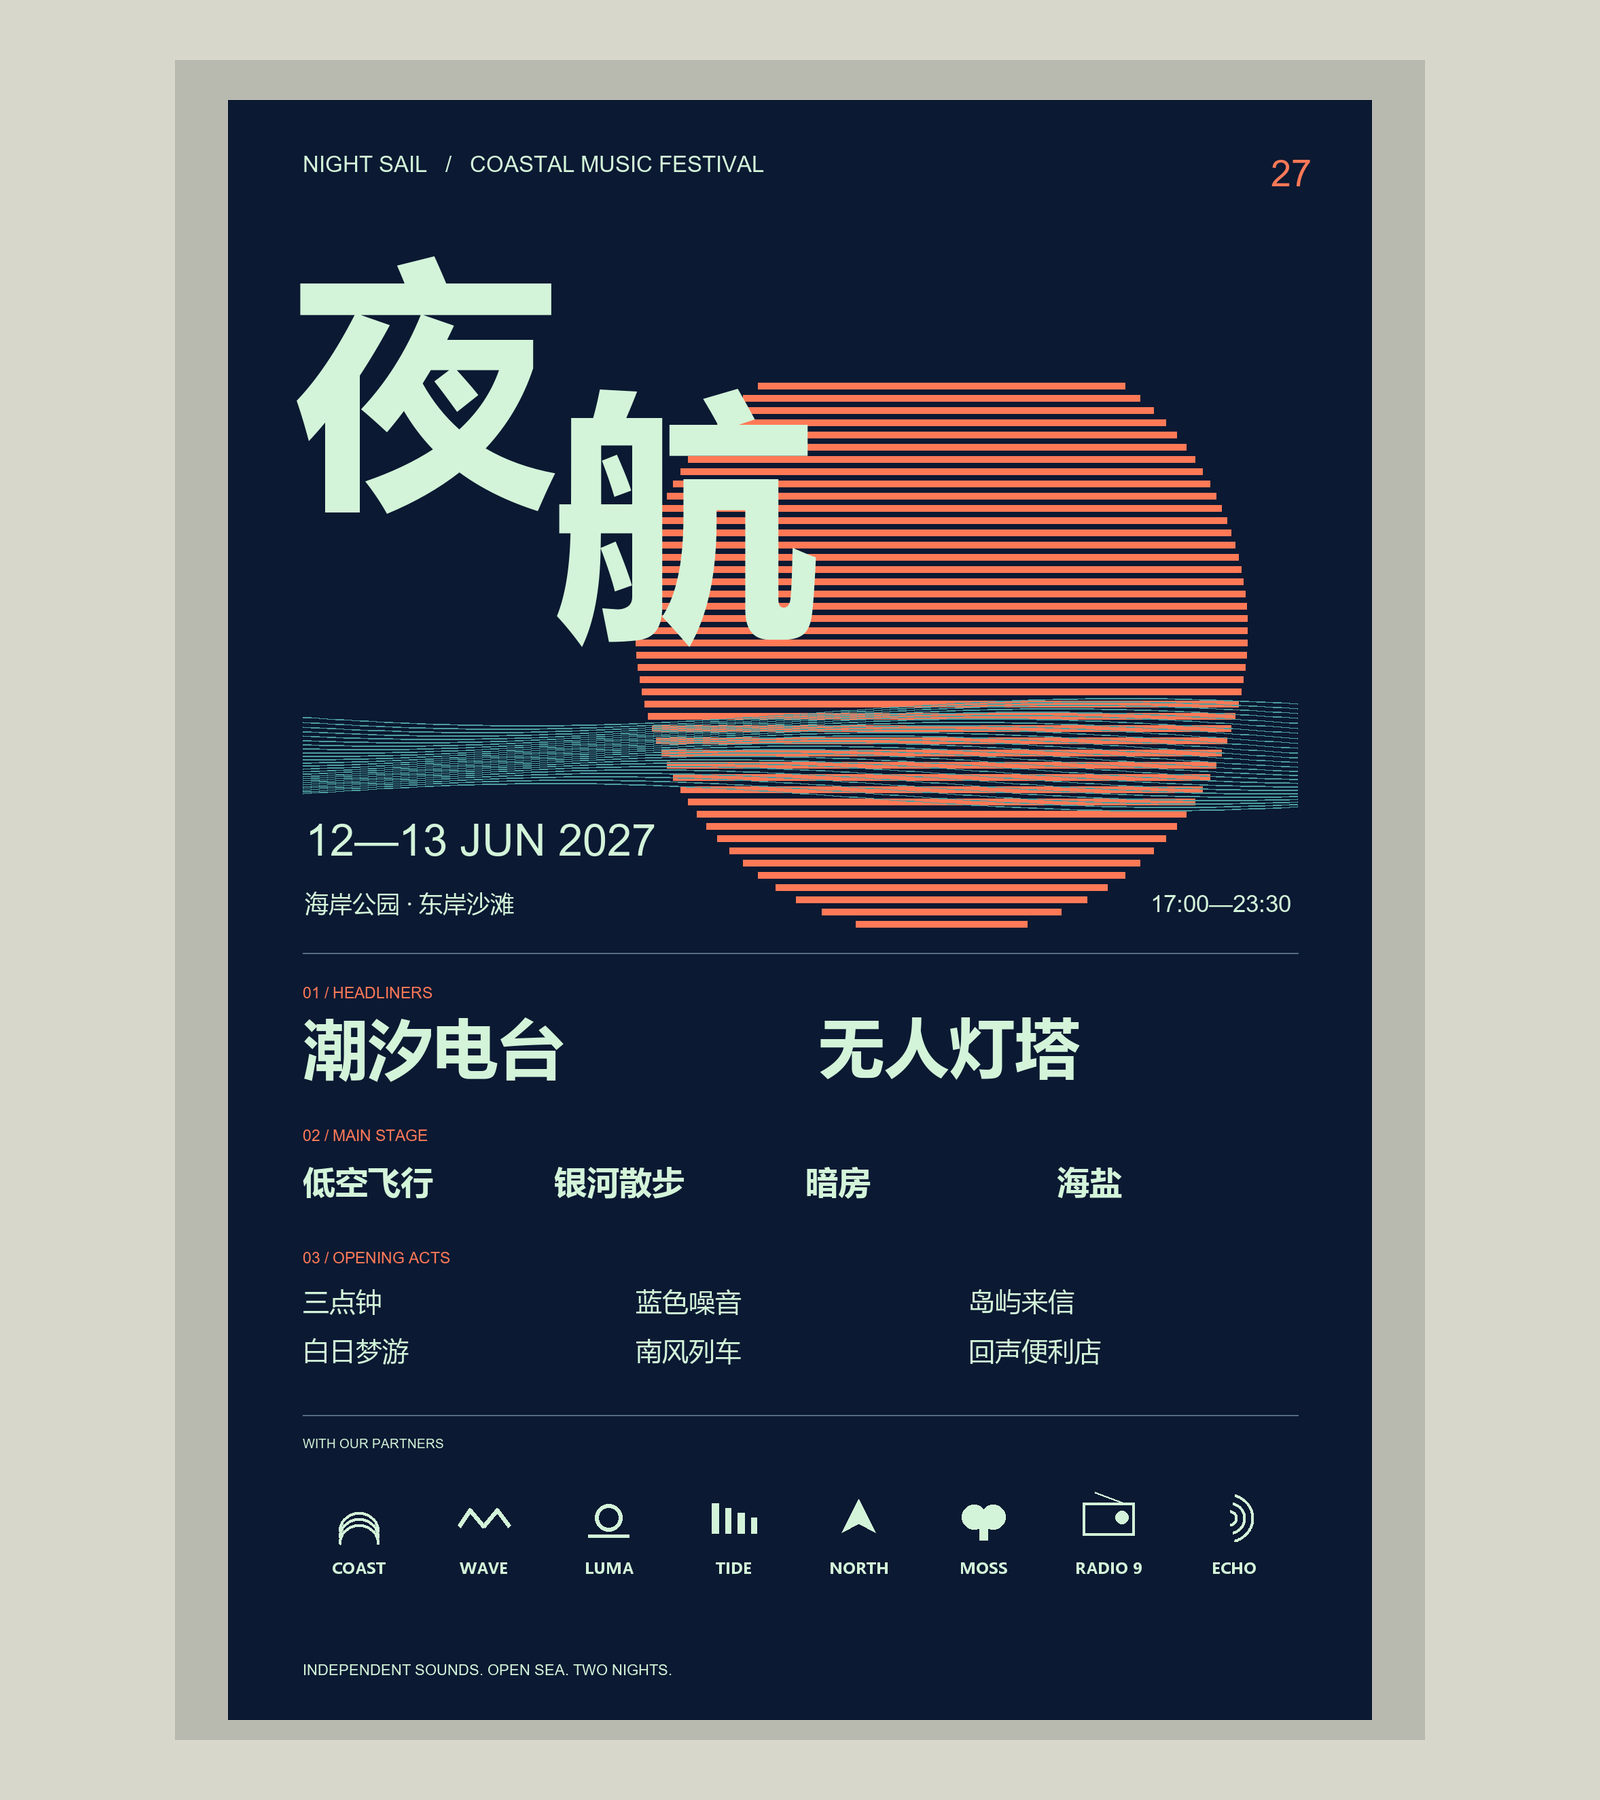 NIGHT SAIL / COASTAL MUSIC FESTIVAL
27
夜航
12—13 JUN 2027
海岸公园 · 东岸沙滩
17:00—23:30
01 / HEADLINERS
潮汐电台 无人灯塔
02 / MAIN STAGE
低空飞行 银河散步 暗房 海盐
03 / OPENING ACTS
三点钟 蓝色噪音 岛屿来信
白日梦游 南风列车 回声便利店
WITH OUR PARTNERS
COAST WAVE LUMA TIDE NORTH MOSS RADIO 9 ECHO
INDEPENDENT SOUNDS. OPEN SEA. TWO NIGHTS.